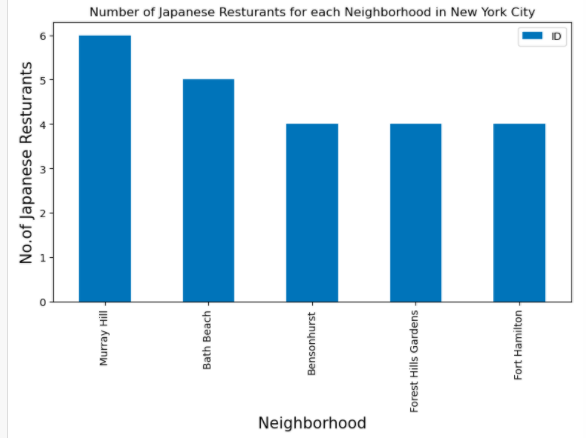 Number of Japanese Resturants for each Neighborhood in New York City
ID
No.of Japanese Resturants
6
5
4
3
2
1
0
Murray Hill
Bath Beach
Bensonhurst
Forest Hills Gardens
Fort Hamilton
Neighborhood